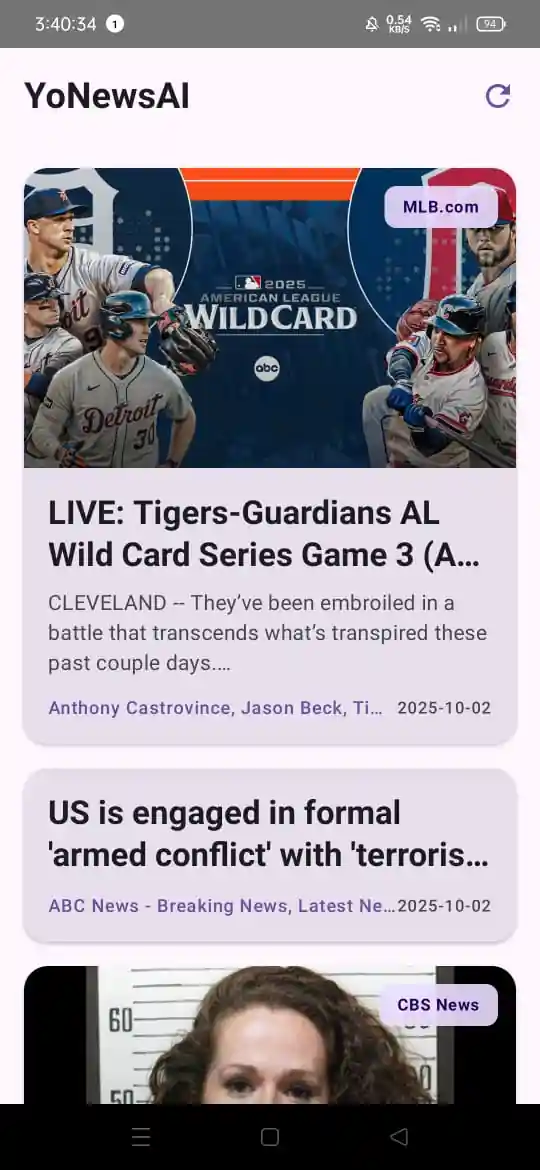 3:40:34 1 0.54 KB/S 94
YoNewsAI
MLB.com
2025
AMERICAN LEAGUE
WILD CARD
abc
Detroit
30
LIVE: Tigers-Guardians AL
Wild Card Series Game 3 (A...
CLEVELAND -- They’ve been embroiled in a
battle that transcends what’s transpired these
past couple days.…
Anthony Castrovince, Jason Beck, Ti... 2025-10-02
US is engaged in formal
'armed conflict' with 'terroris...
ABC News - Breaking News, Latest Ne... 2025-10-02
CBS News
60
50